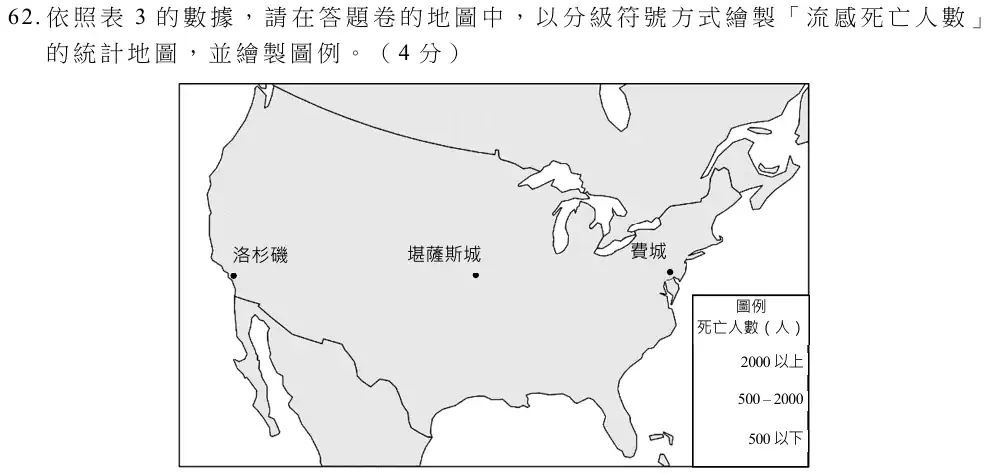 62.依照表 3 的數據，請在答題卷的地圖中，以分級符號方式繪製「流感死亡人數」
的統計地圖，並繪製圖例。（4 分）
洛杉磯
堪薩斯城
費城
圖例
死亡人數（人）
2000 以上
500－2000
500 以下